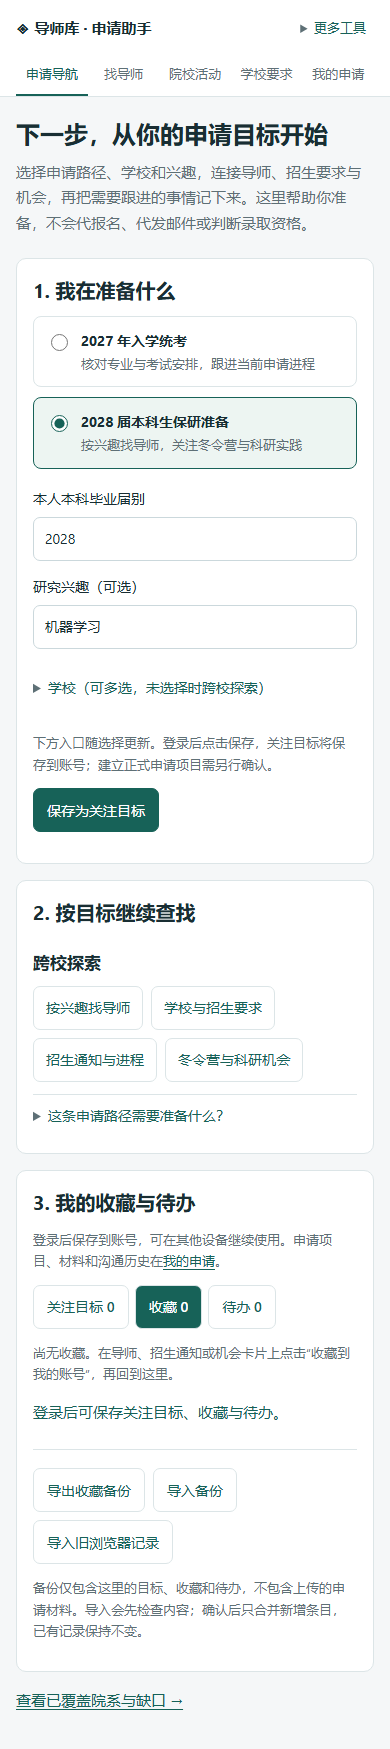 ◈ 导师库 · 申请助手
▶ 更多工具
申请导航 找导师 院校活动 学校要求 我的申请
下一步，从你的申请目标开始
选择申请路径、学校和兴趣，连接导师、招生要求与
机会，再把需要跟进的事情记下来。这里帮助你准
备，不会代报名、代发邮件或判断录取资格。
1. 我在准备什么
2027 年入学统考
核对专业与考试安排，跟进当前申请进程
2028 届本科生保研准备
按兴趣找导师，关注冬令营与科研实践
本人本科毕业届别
2028
研究兴趣（可选）
机器学习
▶ 学校（可多选，未选择时跨校探索）
下方入口随选择更新。登录后点击保存，关注目标将保
存到账号；建立正式申请项目需另行确认。
保存为关注目标
2. 按目标继续查找
跨校探索
按兴趣找导师 学校与招生要求
招生通知与进程 冬令营与科研机会
▶ 这条申请路径需要准备什么？
3. 我的收藏与待办
登录后保存到账号，可在其他设备继续使用。申请项
目、材料和沟通历史在我的申请。
关注目标 0 收藏 0 待办 0
尚无收藏。在导师、招生通知或机会卡片上点击“收藏到
我的账号”，再回到这里。
登录后可保存关注目标、收藏与待办。
导出收藏备份 导入备份
导入旧浏览器记录
备份仅包含这里的目标、收藏和待办，不包含上传的申
请材料。导入会先检查内容；确认后只合并新增条目，
已有记录保持不变。
查看已覆盖院系与缺口 →